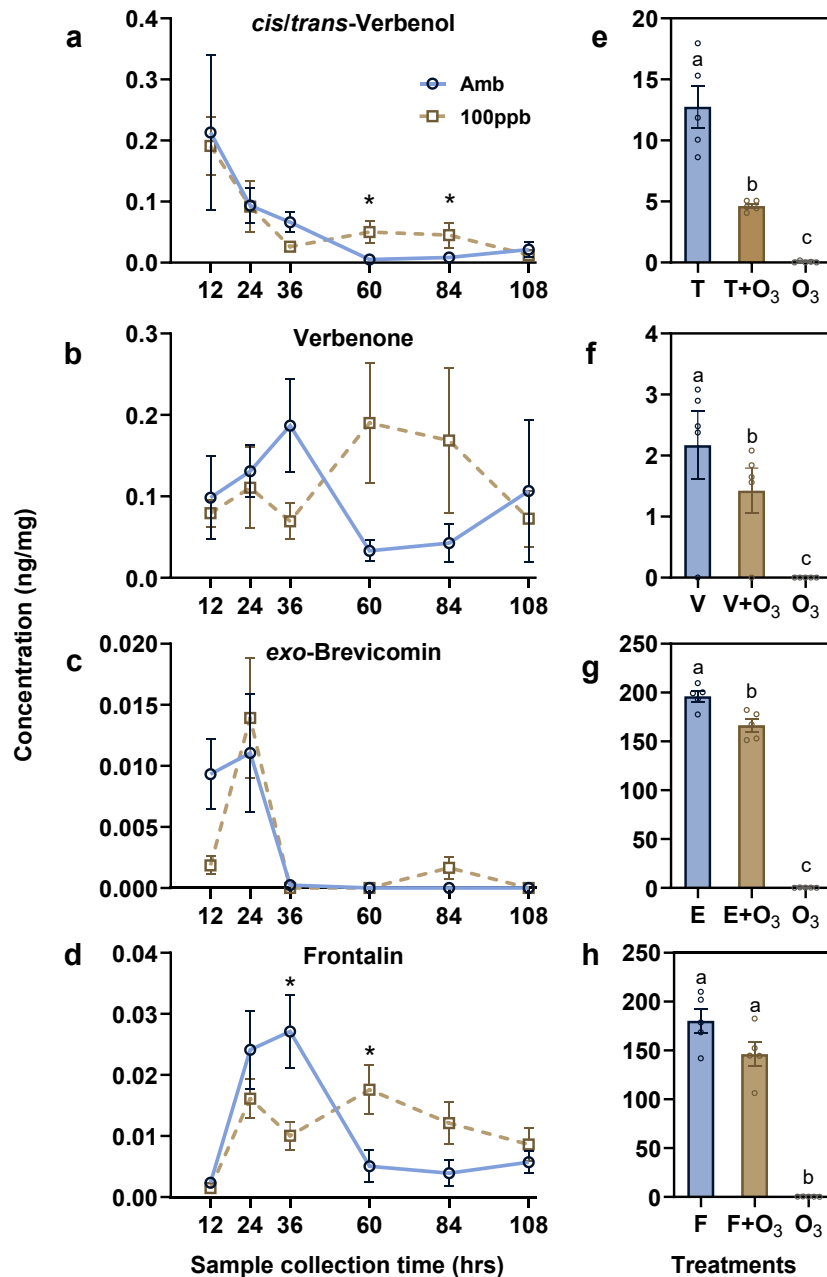 a
cis/trans-Verbenol
0.4
0.3
0.2
0.1
0.0
Amb
100ppb
*
*
12 24 36 60 84 108
e
20
15
10
5
0
a
b
c
T T+O₃ O₃
b
Verbenone
0.3
0.2
0.1
0.0
12 24 36 60 84 108
f
4
3
2
1
0
a
b
c
V V+O₃ O₃
Concentration (ng/mg)
c
exo-Brevicomin
0.020
0.015
0.010
0.005
0.000
12 24 36 60 84 108
g
250
200
150
100
50
0
a
b
c
E E+O₃ O₃
d
Frontalin
0.04
0.03
0.02
0.01
0.00
*
*
12 24 36 60 84 108
Sample collection time (hrs)
h
250
200
150
100
50
0
a
a
b
F F+O₃ O₃
Treatments